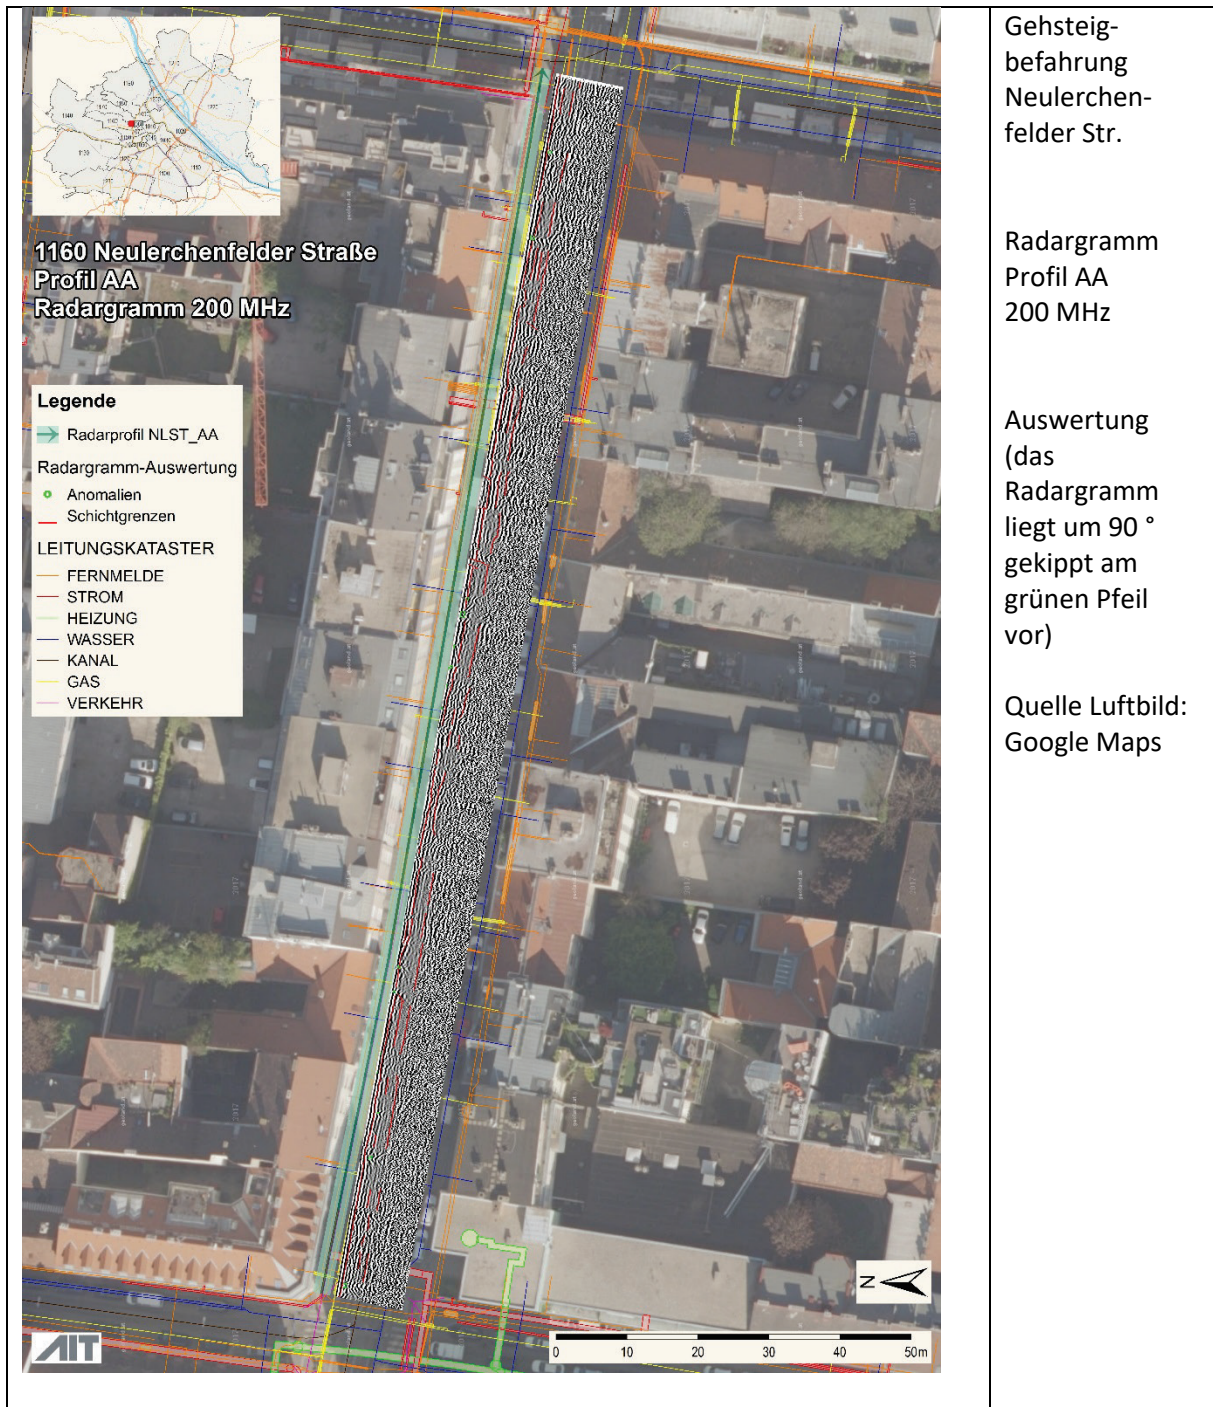 1160 Neulerchenfelder Straße
Profil AA
Radargramm 200 MHz
Legende
Radarprofil NLST_AA
Radargramm-Auswertung
Anomalien
Schichtgrenzen
LEITUNGSKATASTER
FERNMELDE
STROM
HEIZUNG
WASSER
KANAL
GAS
VERKEHR
N
AIT
0 10 20 30 40 50m
Gehsteig-
befahrung
Neulerchen-
felder Str.
Radargramm
Profil AA
200 MHz
Auswertung
(das
Radargramm
liegt um 90 °
gekippt am
grünen Pfeil
vor)
Quelle Luftbild:
Google Maps